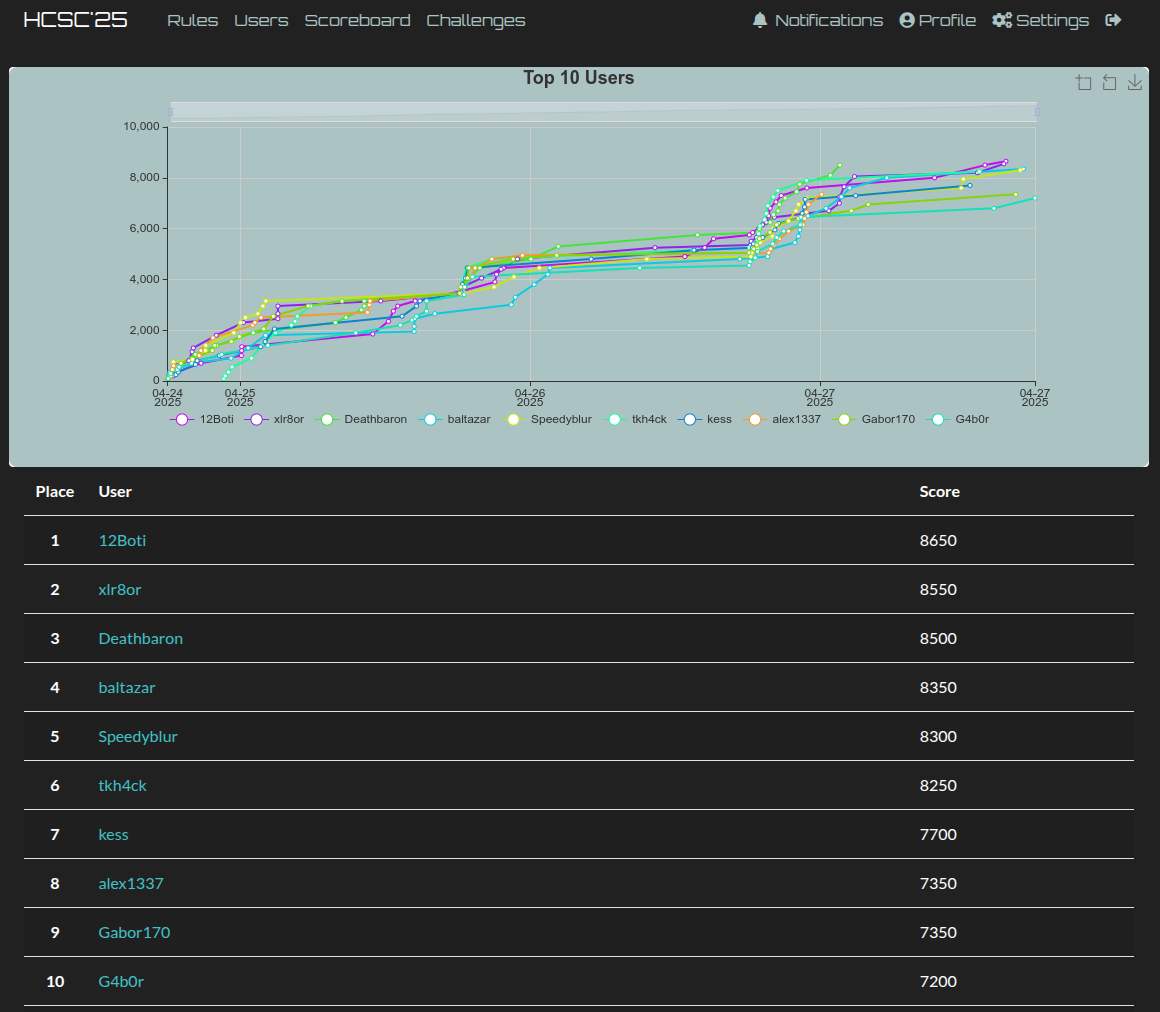 HCSC'25 Rules Users Scoreboard Challenges Notifications Profile Settings
Top 10 Users
10,000
8,000
6,000
4,000
2,000
0
04-24 04-25 04-26 04-27 04-27
2025 2025 2025 2025 2025
12Boti xlr8or Deathbaron baltazar Speedyblur tkh4ck kess alex1337 Gabor170 G4b0r
Place User Score
1 12Boti 8650
2 xlr8or 8550
3 Deathbaron 8500
4 baltazar 8350
5 Speedyblur 8300
6 tkh4ck 8250
7 kess 7700
8 alex1337 7350
9 Gabor170 7350
10 G4b0r 7200